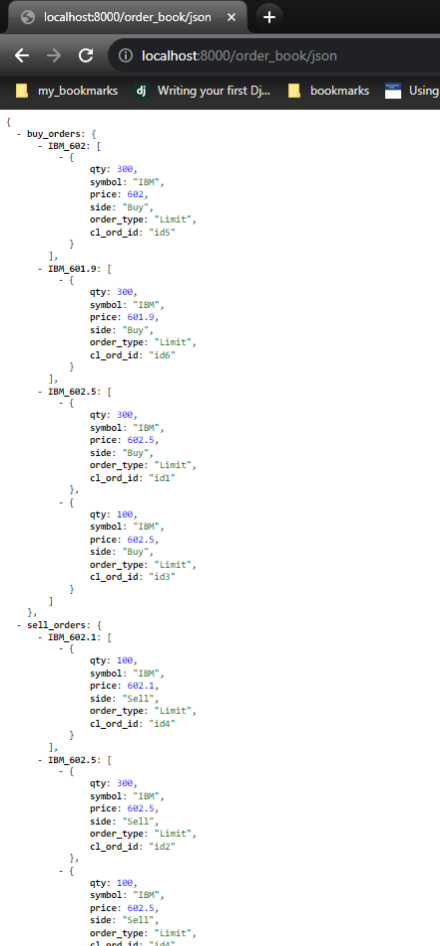 localhost:8000/order_book/json
localhost:8000/order_book/json
my_bookmarks dj Writing your first Dj... bookmarks Using
{
- buy_orders: {
- IBM_602: [
- {
qty: 300,
symbol: "IBM",
price: 602,
side: "Buy",
order_type: "Limit",
cl_ord_id: "id5"
}
],
- IBM_601.9: [
- {
qty: 300,
symbol: "IBM",
price: 601.9,
side: "Buy",
order_type: "Limit",
cl_ord_id: "id6"
}
],
- IBM_602.5: [
- {
qty: 300,
symbol: "IBM",
price: 602.5,
side: "Buy",
order_type: "Limit",
cl_ord_id: "id1"
},
- {
qty: 100,
symbol: "IBM",
price: 602.5,
side: "Buy",
order_type: "Limit",
cl_ord_id: "id3"
}
]
},
- sell_orders: {
- IBM_602.1: [
- {
qty: 100,
symbol: "IBM",
price: 602.1,
side: "Sell",
order_type: "Limit",
cl_ord_id: "id4"
}
],
- IBM_602.5: [
- {
qty: 300,
symbol: "IBM",
price: 602.5,
side: "Sell",
order_type: "Limit",
cl_ord_id: "id2"
},
- {
qty: 100,
symbol: "IBM",
price: 602.5,
side: "Sell",
order_type: "Limit",
cl_ord_id: "id4"